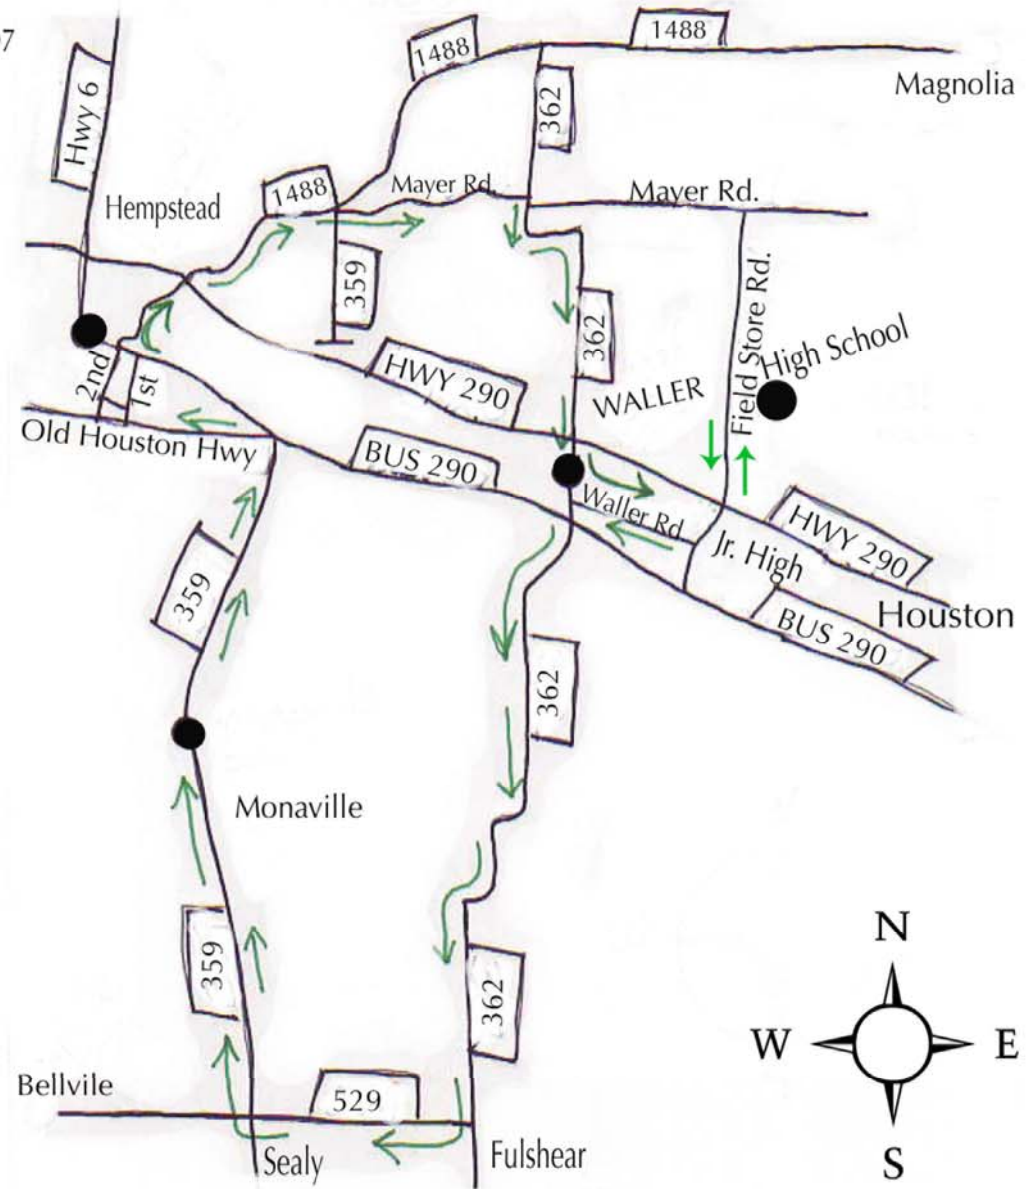 1488
1488
Magnolia
Hwy 6
362
Hempstead
1488
Mayer Rd.
Mayer Rd.
359
362
Field Store Rd.
High School
2nd
1st
HWY 290
WALLER
Old Houston Hwy
BUS 290
Waller Rd
Jr. High
HWY 290
Houston
BUS 290
359
362
Monaville
359
362
N
W
E
S
Bellvile
529
Sealy
Fulshear